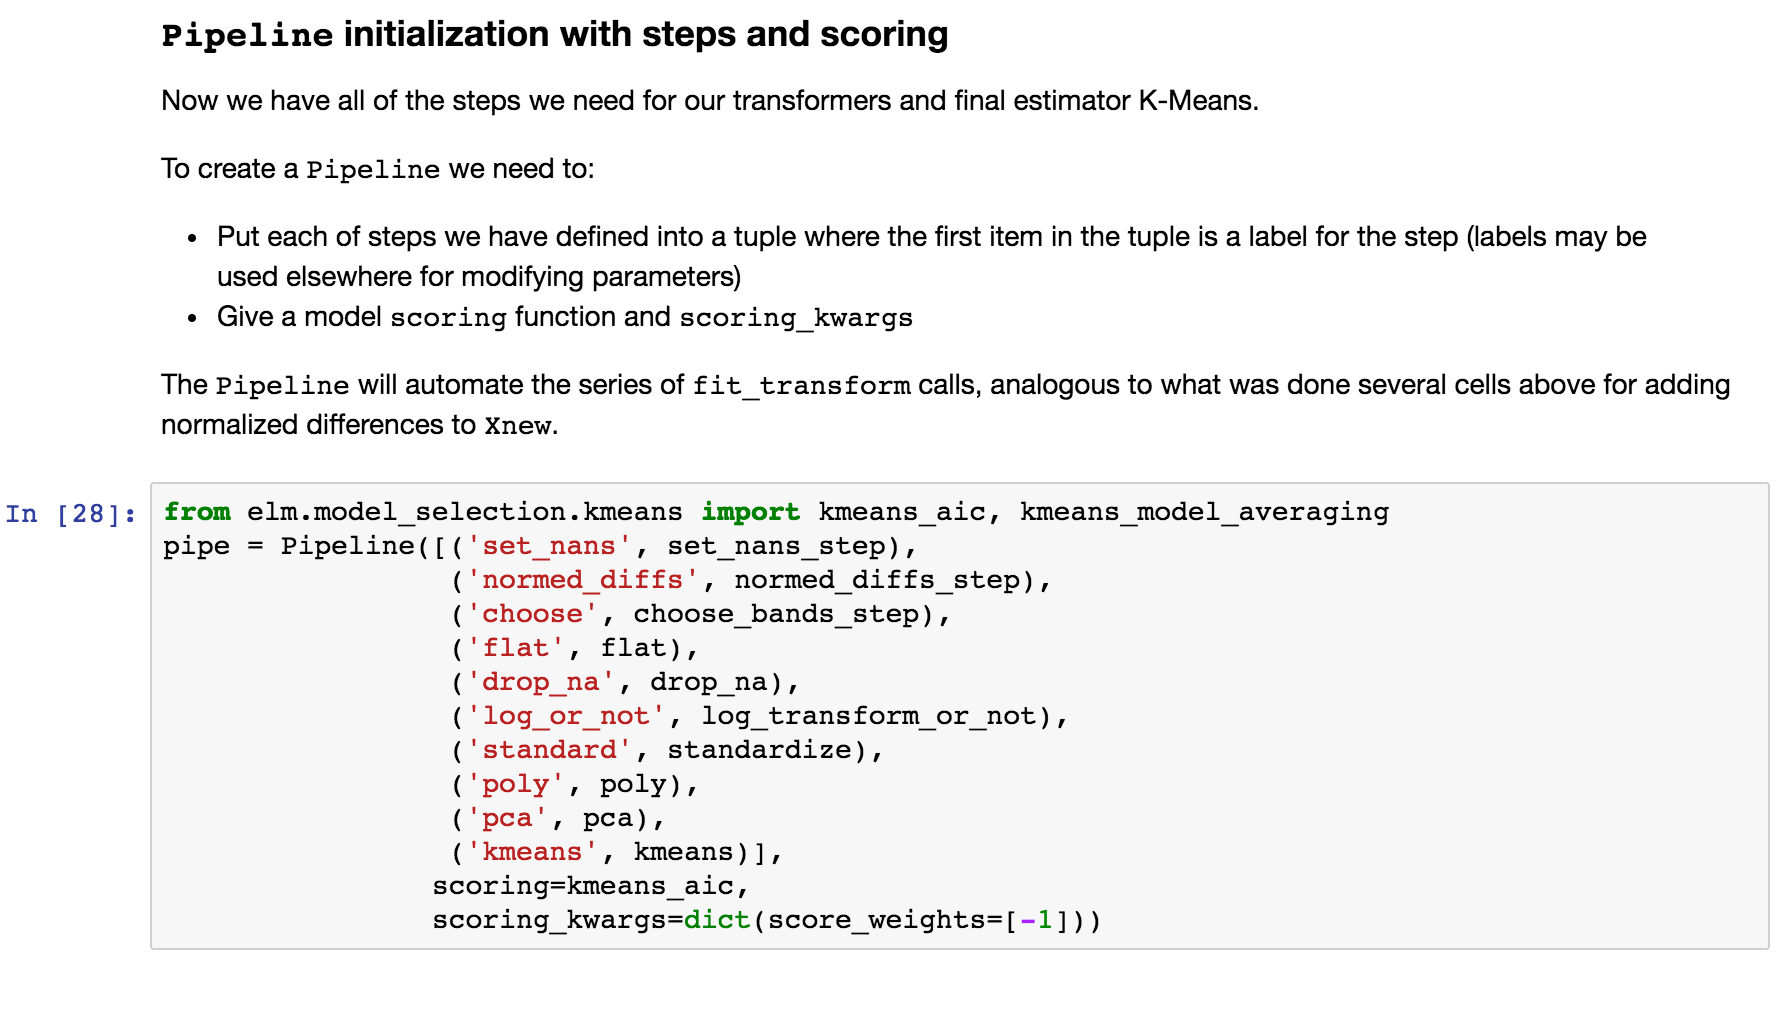 Pipeline initialization with steps and scoring
Now we have all of the steps we need for our transformers and final estimator K-Means.
To create a Pipeline we need to:
• Put each of steps we have defined into a tuple where the first item in the tuple is a label for the step (labels may be
used elsewhere for modifying parameters)
• Give a model scoring function and scoring_kwargs
The Pipeline will automate the series of fit_transform calls, analogous to what was done several cells above for adding
normalized differences to Xnew.
In [28]: from elm.model_selection.kmeans import kmeans_aic, kmeans_model_averaging
pipe = Pipeline([('set_nans', set_nans_step),
('normed_diffs', normed_diffs_step),
('choose', choose_bands_step),
('flat', flat),
('drop_na', drop_na),
('log_or_not', log_transform_or_not),
('standard', standardize),
('poly', poly),
('pca', pca),
('kmeans', kmeans)],
scoring=kmeans_aic,
scoring_kwargs=dict(score_weights=[-1]))